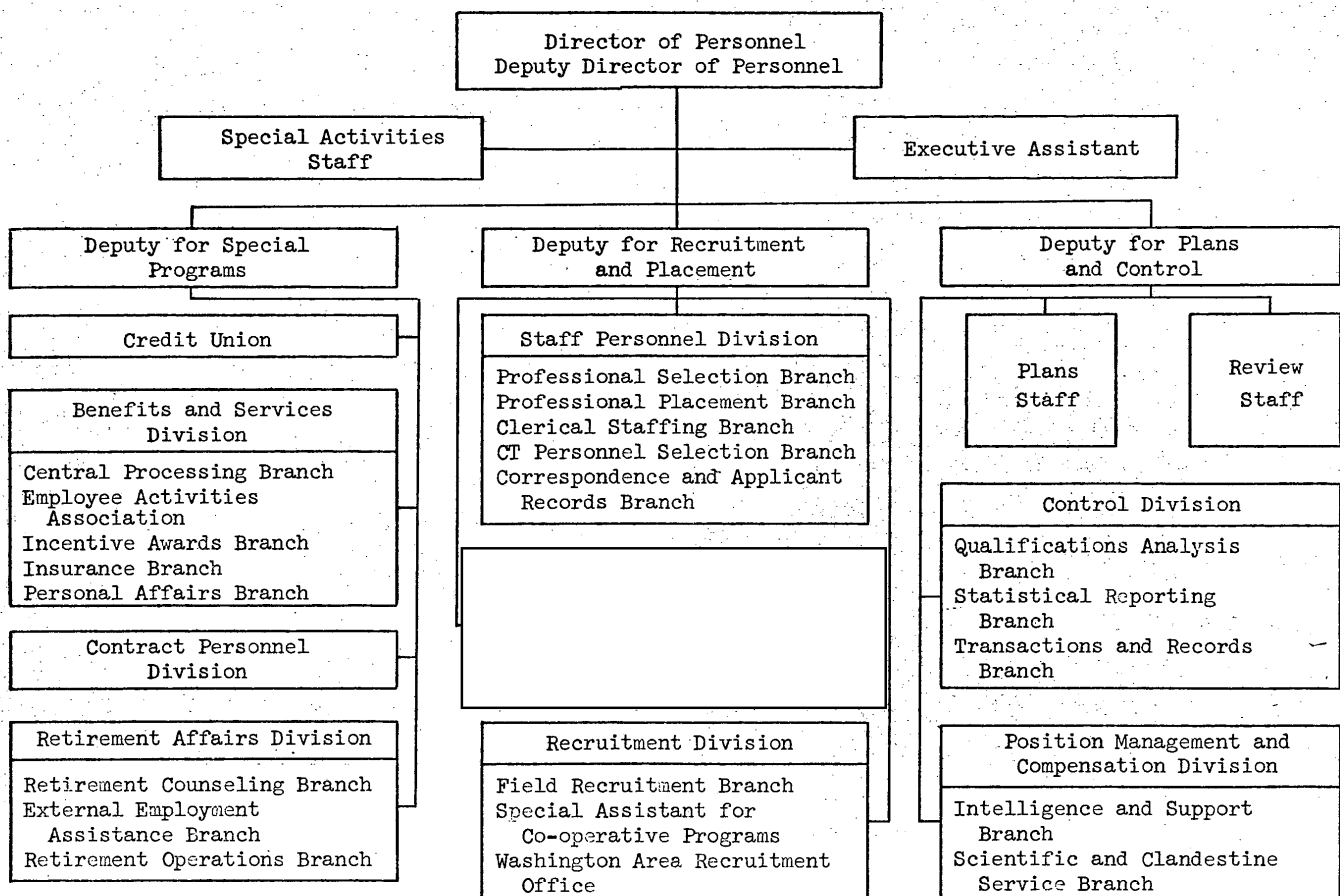 Director of Personnel
Deputy Director of Personnel
Special Activities
Staff
Executive Assistant
Deputy for Special
Programs
Deputy for Recruitment
and Placement
Deputy for Plans
and Control
Credit Union
Benefits and Services
Division
Central Processing Branch
Employee Activities
Association
Incentive Awards Branch
Insurance Branch
Personal Affairs Branch
Contract Personnel
Division
Retirement Affairs Division
Retirement Counseling Branch
External Employment
Assistance Branch
Retirement Operations Branch
Staff Personnel Division
Professional Selection Branch
Professional Placement Branch
Clerical Staffing Branch
CT Personnel Selection Branch
Correspondence and Applicant
Records Branch
Recruitment Division
Field Recruitment Branch
Special Assistant for
Co-operative Programs
Washington Area Recruitment
Office
Plans
Staff
Review
Staff
Control Division
Qualifications Analysis
Branch
Statistical Reporting
Branch
Transactions and Records
Branch
Position Management and
Compensation Division
Intelligence and Support
Branch
Scientific and Clandestine
Service Branch